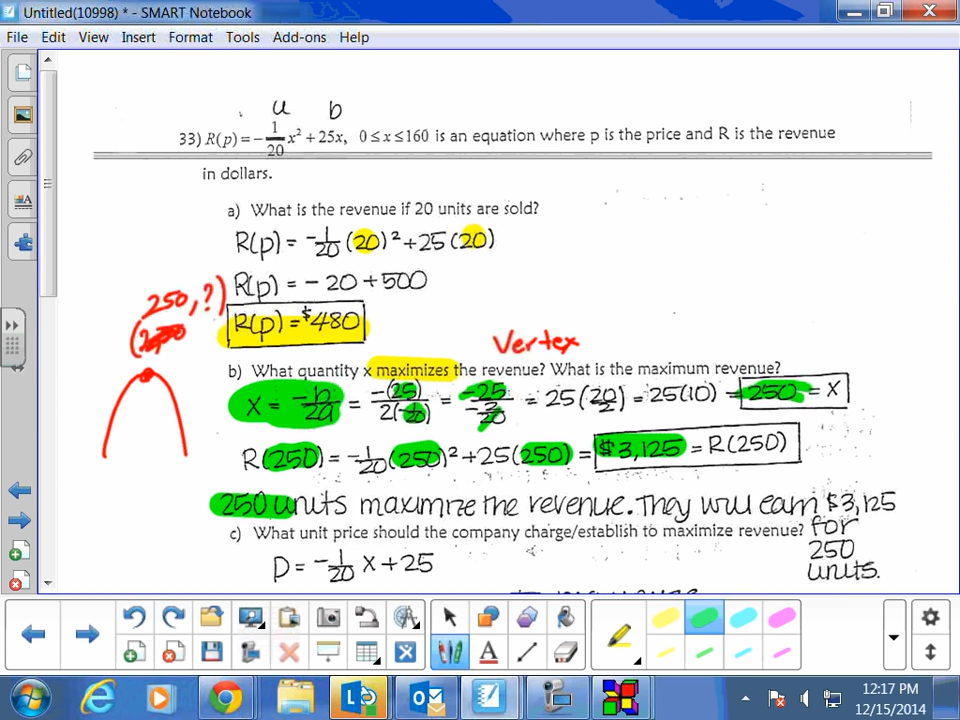 Untitled(10998) * - SMART Notebook
File Edit View Insert Format Tools Add-ons Help
a b
33) R(p) = -1/20 x² + 25x, 0 ≤ x ≤ 160 is an equation where p is the price and R is the revenue
in dollars.
a) What is the revenue if 20 units are sold?
R(p) = -1/20 (20)² + 25(20)
R(p) = -20 + 500
250, ?)
R(p) = $480
(
Vertex
b) What quantity x maximizes the revenue? What is the maximum revenue?
x = -b/2a = -(25)/2(-1/20) = -25/-2/20 = 25(20/2) = 25(10) = 250 = x
R(250) = -1/20 (250)² + 25(250) = $3,125 = R(250)
250 units maximize the revenue. They will earn $3,125
for
250
units.
c) What unit price should the company charge/establish to maximize revenue?
p = -1/20 x + 25
A
12:17 PM
12/15/2014